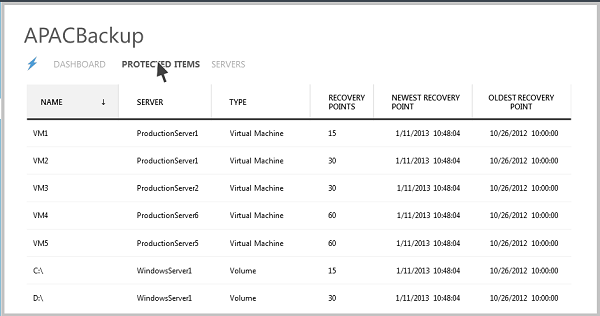 APACBackup
DASHBOARD PROTECTED ITEMS SERVERS
NAME ↓ SERVER TYPE RECOVERY POINTS NEWEST RECOVERY POINT OLDEST RECOVERY POINT
VM1 ProductionServer1 Virtual Machine 15 1/11/2013 10:48:04 10/26/2012 10:00:00
VM2 ProductionServer1 Virtual Machine 30 1/11/2013 10:48:04 10/26/2012 10:00:00
VM3 ProductionServer2 Virtual Machine 30 1/11/2013 10:48:04 10/26/2012 10:00:00
VM4 ProductionServer6 Virtual Machine 60 1/11/2013 10:48:04 10/26/2012 10:00:00
VM5 ProductionServer5 Virtual Machine 60 1/11/2013 10:48:04 10/26/2012 10:00:00
C:\ WindowsServer1 Volume 15 1/11/2013 10:48:04 10/26/2012 10:00:00
D:\ WindowsServer1 Volume 30 1/11/2013 10:48:04 10/26/2012 10:00:00